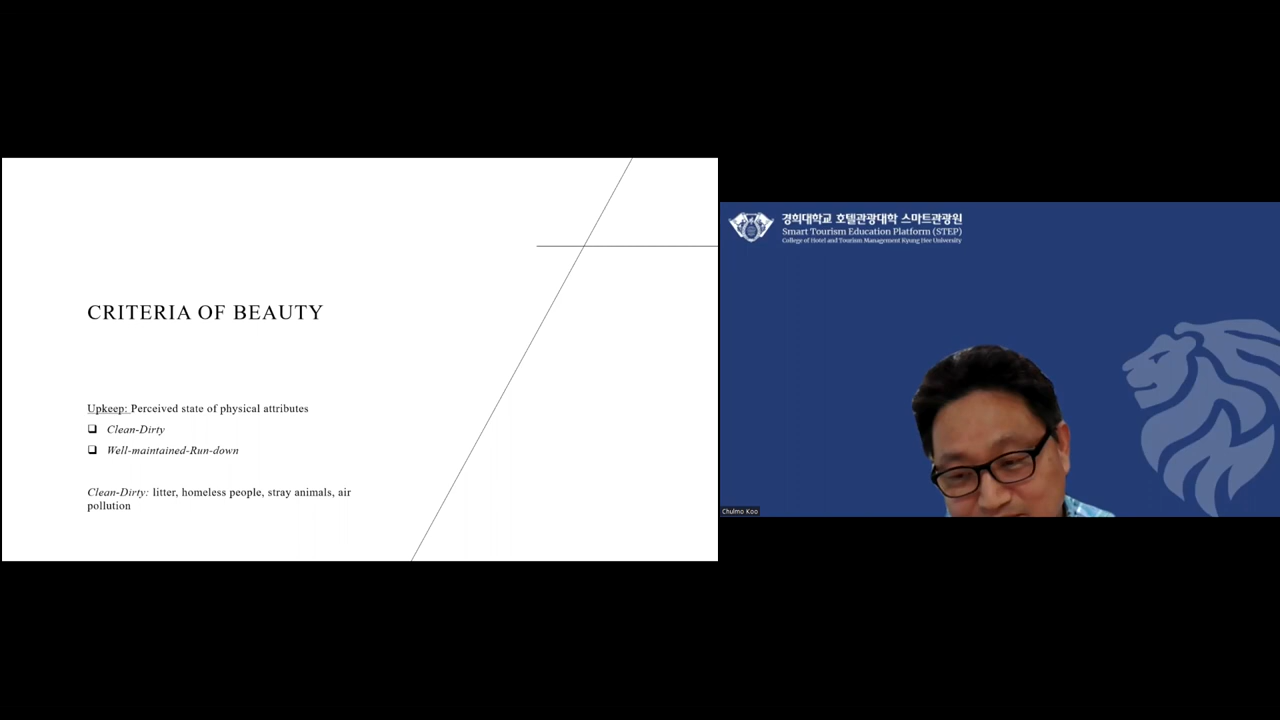 CRITERIA OF BEAUTY
Upkeep: Perceived state of physical attributes
Clean-Dirty
Well-maintained-Run-down
Clean-Dirty: litter, homeless people, stray animals, air
pollution
경희대학교 호텔관광대학 스마트관광원
Smart Tourism Education Platform (STEP)
College of Hotel and Tourism Management Kyung Hee University
Chulmo Koo